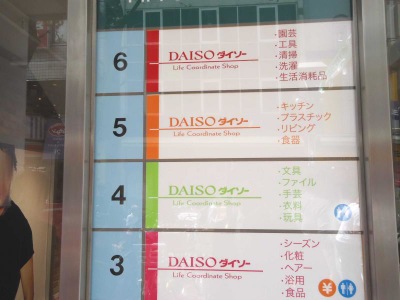 6
DAISO ダイソー
Life Coordinate Shop
・園芸
・工具
・清掃
・洗濯
・生活消耗品
5
DAISO ダイソー
Life Coordinate Shop
・キッチン
・プラスチック
・リビング
・食器
4
DAISO ダイソー
Life Coordinate Shop
・文具
・ファイル
・手芸
・衣料
・玩具
3
DAISO ダイソー
Life Coordinate Shop
・シーズン
・化粧
・ヘアー
・浴用
・食品
¥